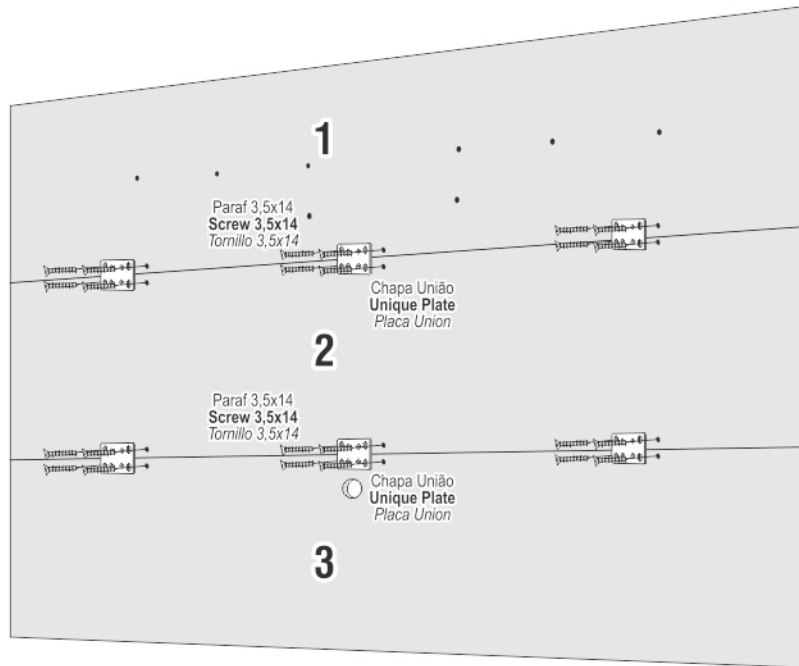 1
Paraf 3,5x14
Screw 3,5x14
Tornillo 3,5x14
Chapa União
Unique Plate
Placa Union
2
Paraf 3,5x14
Screw 3,5x14
Tornillo 3,5x14
Chapa União
Unique Plate
Placa Union
3